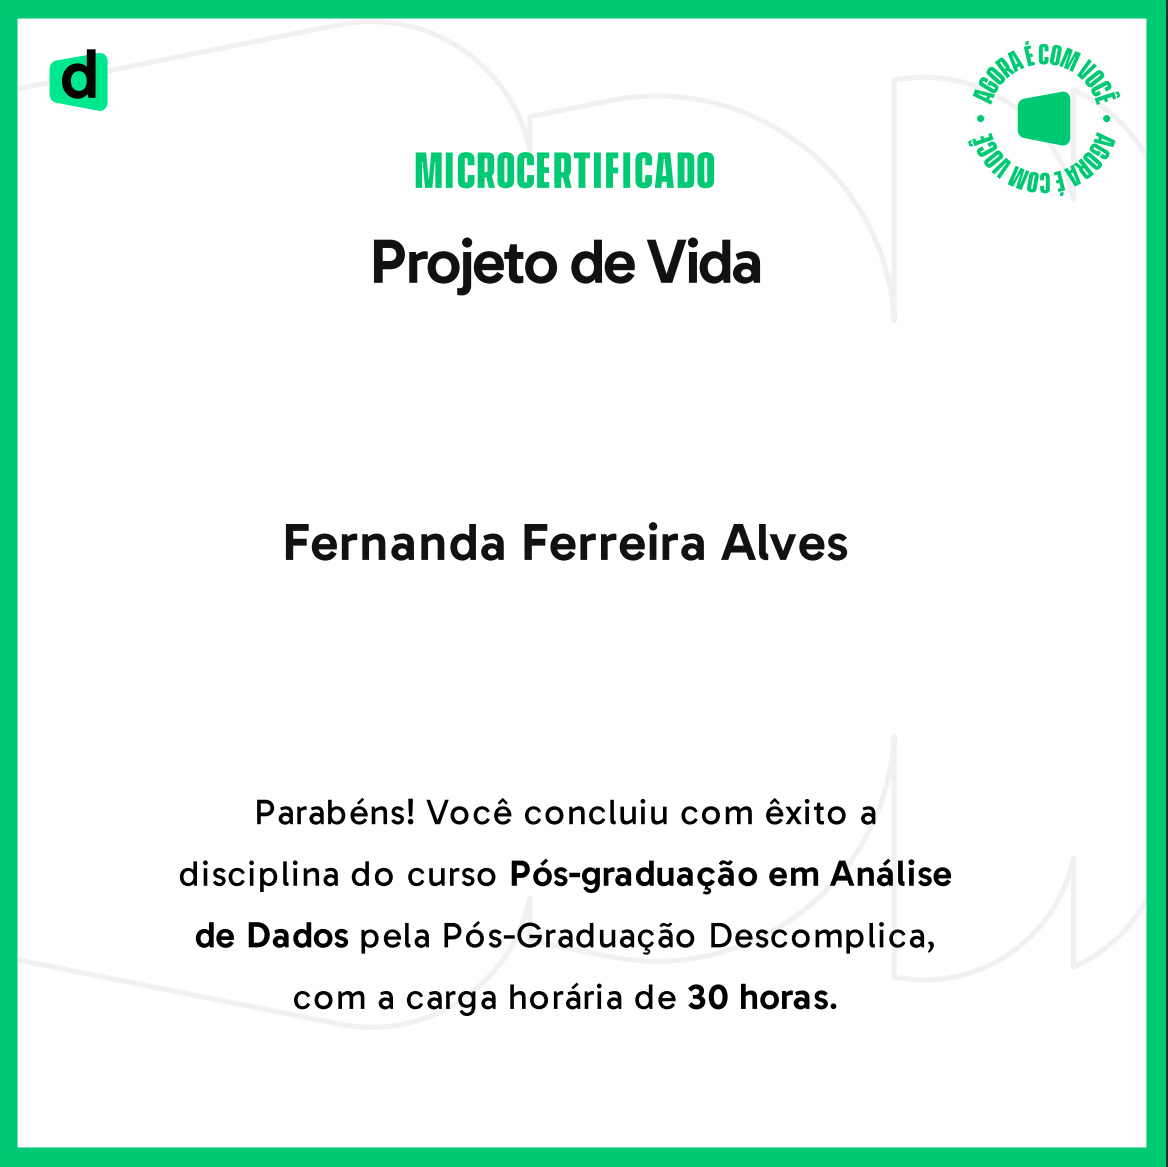 d
AGORA É COM VOCÊ • AGORA É COM VOCÊ •
MICROCERTIFICADO
Projeto de Vida
Fernanda Ferreira Alves
Parabéns! Você concluiu com êxito a
disciplina do curso Pós-graduação em Análise
de Dados pela Pós-Graduação Descomplica,
com a carga horária de 30 horas.